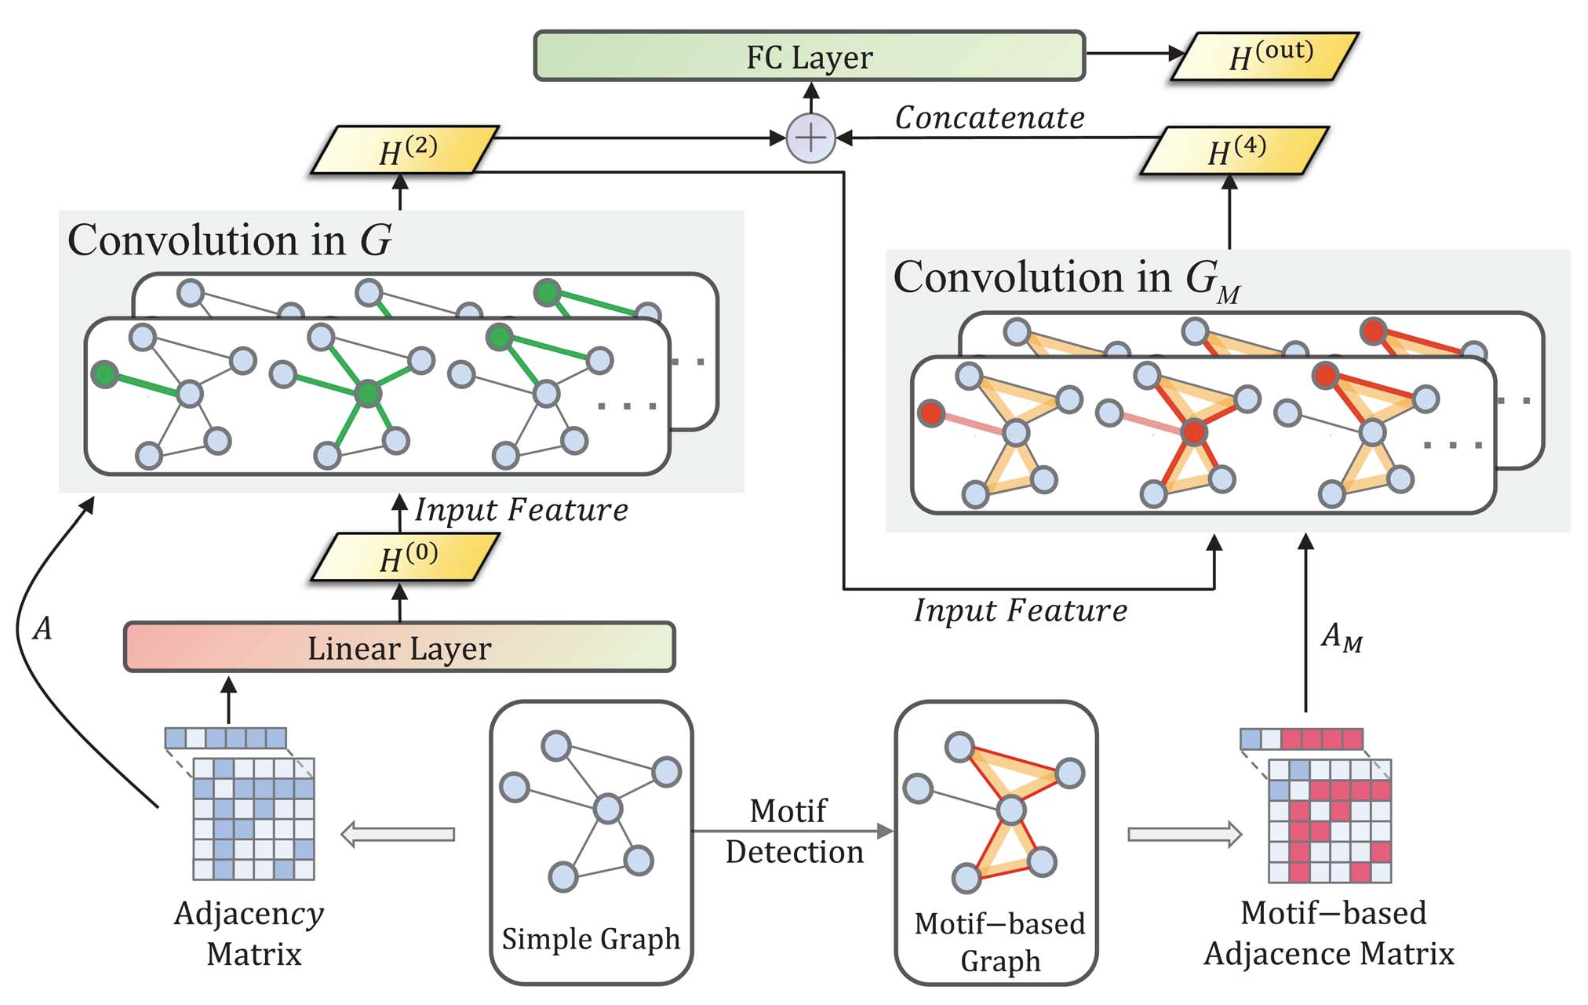 FC Layer
H^(out)
Concatenate
H^(2)
H^(4)
Convolution in G
Convolution in G_M
Input Feature
H^(0)
Input Feature
A
Linear Layer
A_M
Motif
Detection
Adjacency
Matrix
Simple Graph
Motif−based
Graph
Motif−based
Adjacence Matrix